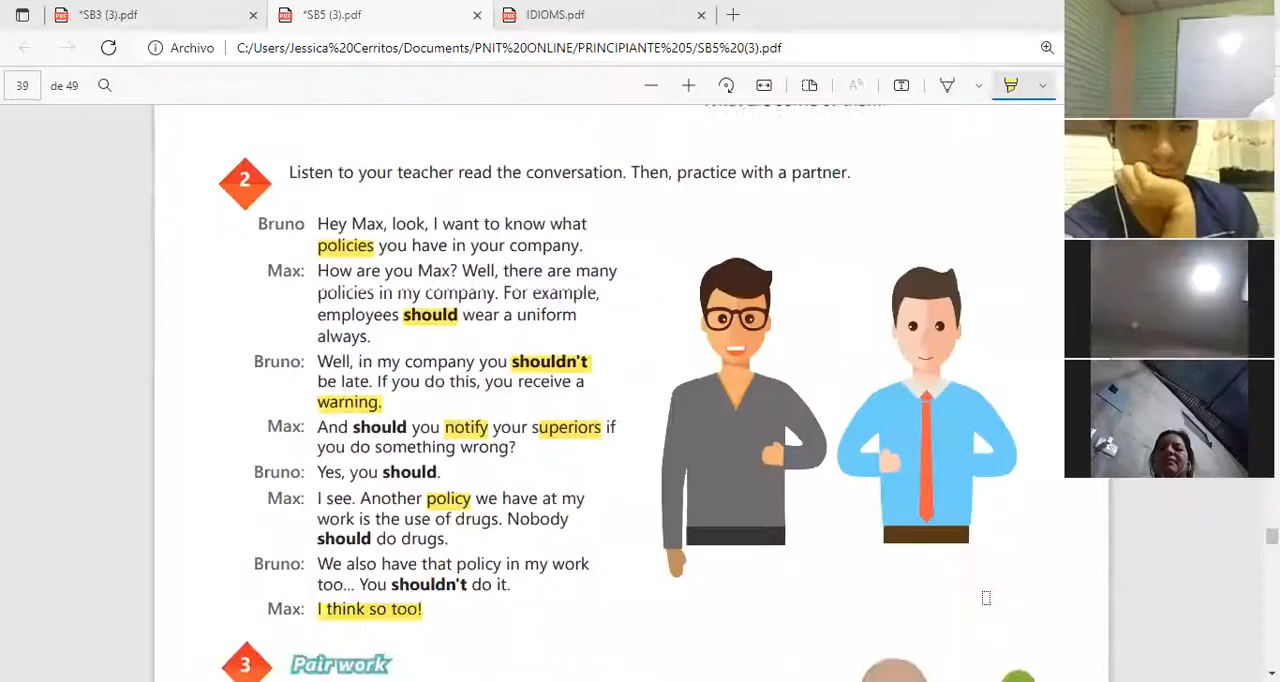 *SB3 (3).pdf
*SB5 (3).pdf
IDIOMS.pdf
Archivo
C:/Users/Jessica%20Cerritos/Documents/PNIT%20ONLINE/PRINCIPIANTE%205/SB5%20(3).pdf
39
de 49
2
Listen to your teacher read the conversation. Then, practice with a partner.
Bruno Hey Max, look, I want to know what
policies you have in your company.
Max: How are you Max? Well, there are many
policies in my company. For example,
employees should wear a uniform
always.
Bruno: Well, in my company you shouldn't
be late. If you do this, you receive a
warning.
Max: And should you notify your superiors if
you do something wrong?
Bruno: Yes, you should.
Max: I see. Another policy we have at my
work is the use of drugs. Nobody
should do drugs.
Bruno: We also have that policy in my work
too... You shouldn't do it.
Max: I think so too!
3
Pair work